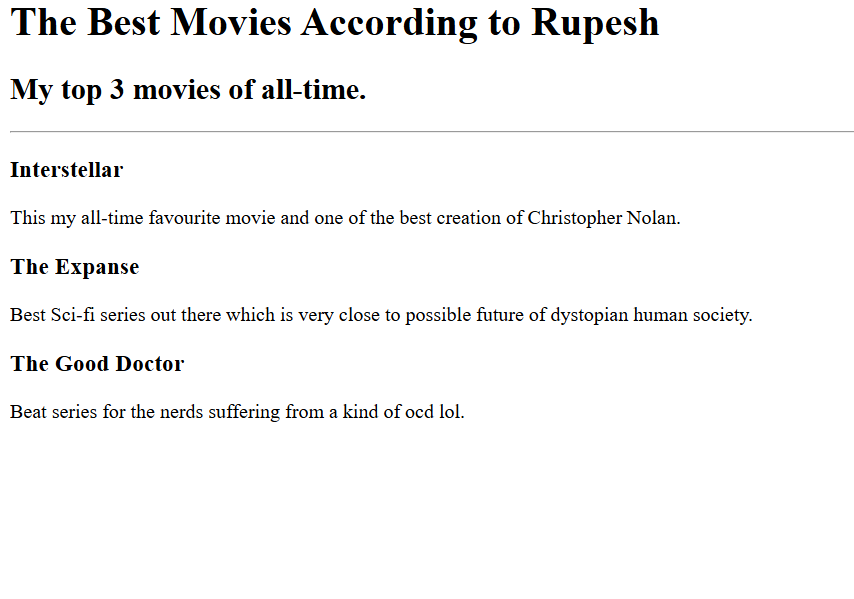 The Best Movies According to Rupesh
My top 3 movies of all-time.
Interstellar
This my all-time favourite movie and one of the best creation of Christopher Nolan.
The Expanse
Best Sci-fi series out there which is very close to possible future of dystopian human society.
The Good Doctor
Beat series for the nerds suffering from a kind of ocd lol.